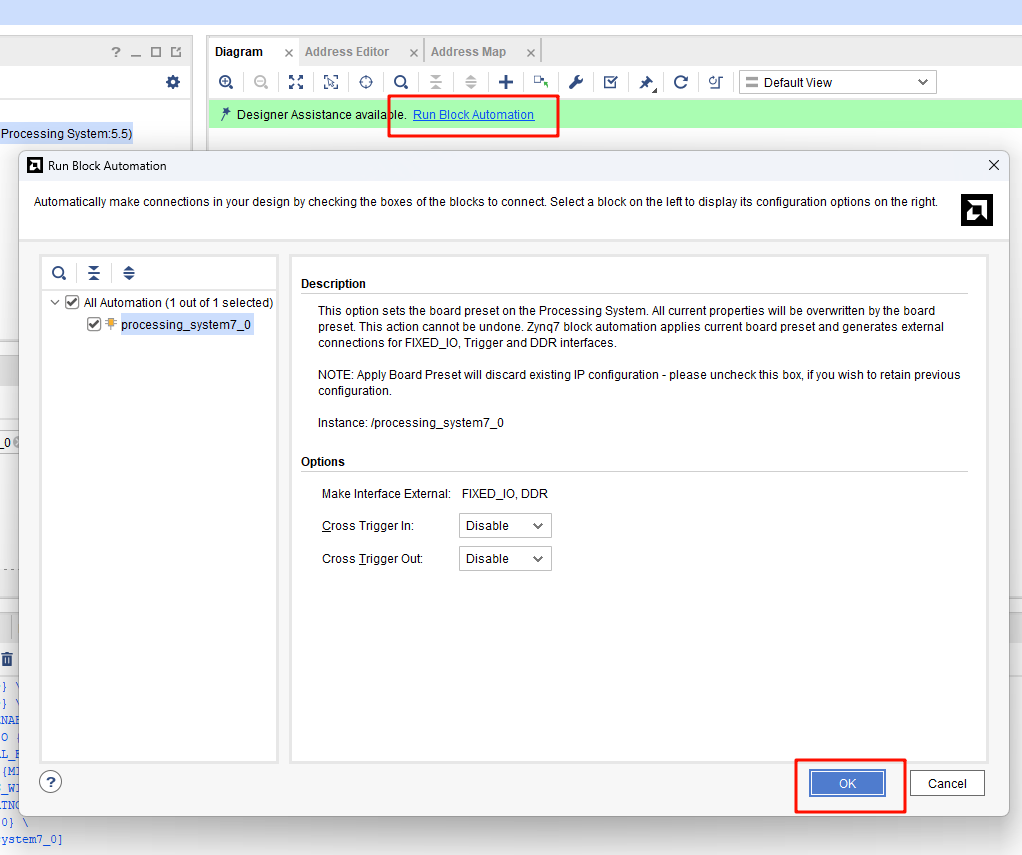 Diagram
Address Editor
Address Map
Default View
Designer Assistance available. Run Block Automation
Processing System:5.5)
Run Block Automation
Automatically make connections in your design by checking the boxes of the blocks to connect. Select a block on the left to display its configuration options on the right.
All Automation (1 out of 1 selected)
processing_system7_0
Description
This option sets the board preset on the Processing System. All current properties will be overwritten by the board
preset. This action cannot be undone. Zynq7 block automation applies current board preset and generates external
connections for FIXED_IO, Trigger and DDR interfaces.
NOTE: Apply Board Preset will discard existing IP configuration - please uncheck this box, if you wish to retain previous
configuration.
Instance: /processing_system7_0
Options
Make Interface External: FIXED_IO, DDR
Cross Trigger In: Disable
Cross Trigger Out: Disable
_0
} \
} \
0} \
ystem7_0]
OK
Cancel